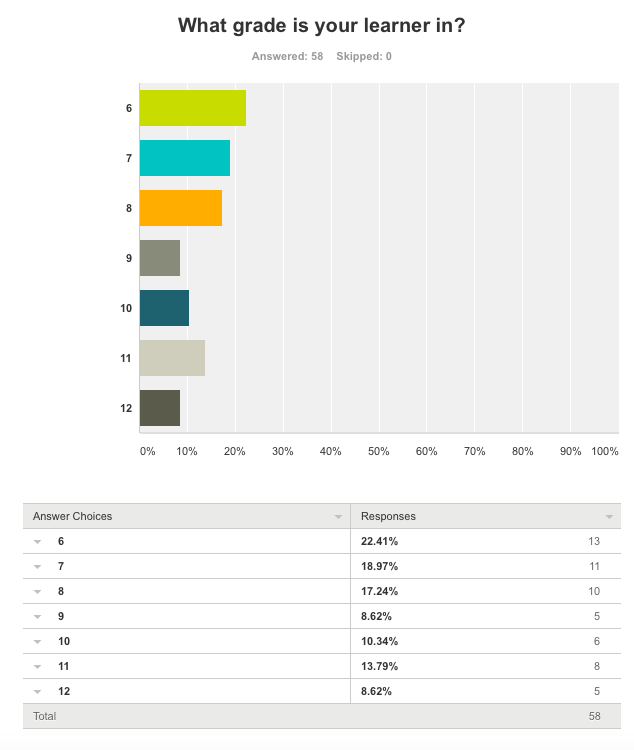 What grade is your learner in?
Answered: 58 Skipped: 0
6
7
8
9
10
11
12
0% 10% 20% 30% 40% 50% 60% 70% 80% 90% 100%
Answer Choices Responses
6 22.41% 13
7 18.97% 11
8 17.24% 10
9 8.62% 5
10 10.34% 6
11 13.79% 8
12 8.62% 5
Total 58